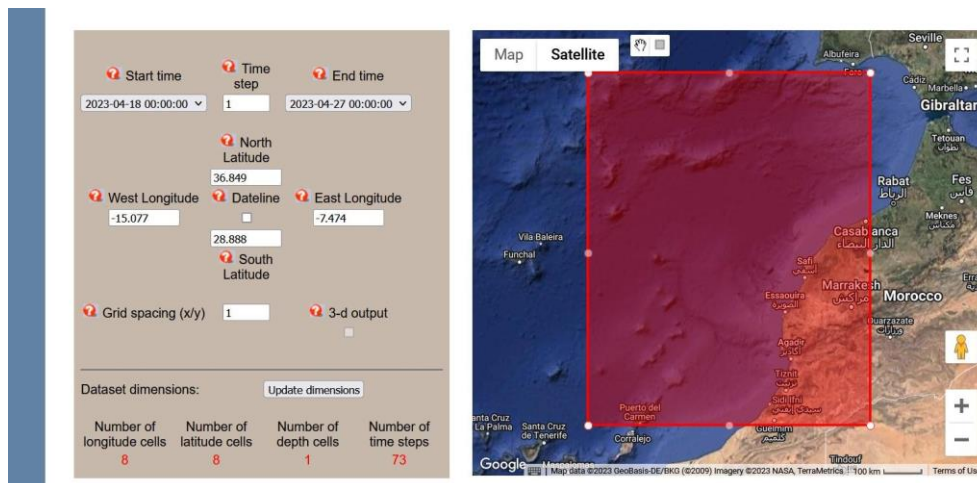 Start time
Time
step
End time
2023-04-18 00:00:00
1
2023-04-27 00:00:00
North
Latitude
36.849
West Longitude
Dateline
East Longitude
-15.077
-7.474
28.888
South
Latitude
Grid spacing (x/y)
1
3-d output
Dataset dimensions:
Update dimensions
Number of
longitude cells
Number of
latitude cells
Number of
depth cells
Number of
time steps
8
8
1
73
Map
Satellite
Seville
Albufeira
Faro
Cádiz
Marbella
Gibraltar
Tetouan
تطوان
Rabat
الرباط
Fes
فاس
Meknes
مكناس
Casablanca
الدار البيضاء
Vila Baleira
Funchal
Safi
آسفي
Marrakesh
مراكش
Essaouira
الصويرة
Morocco
Ouarzazate
ورزازات
Agadir
أكادير
Tiznit
تزنيت
Sidi Ifni
سيدي إفني
Puerto del
Carmen
Guelmim
كلميم
Santa Cruz
de Tenerife
Corralejo
anta Cruz
La Palma
Tindouf
Google
Map data ©2023 GeoBasis-DE/BKG (©2009) Imagery ©2023 NASA, TerraMetrics
100 km
Terms of Us